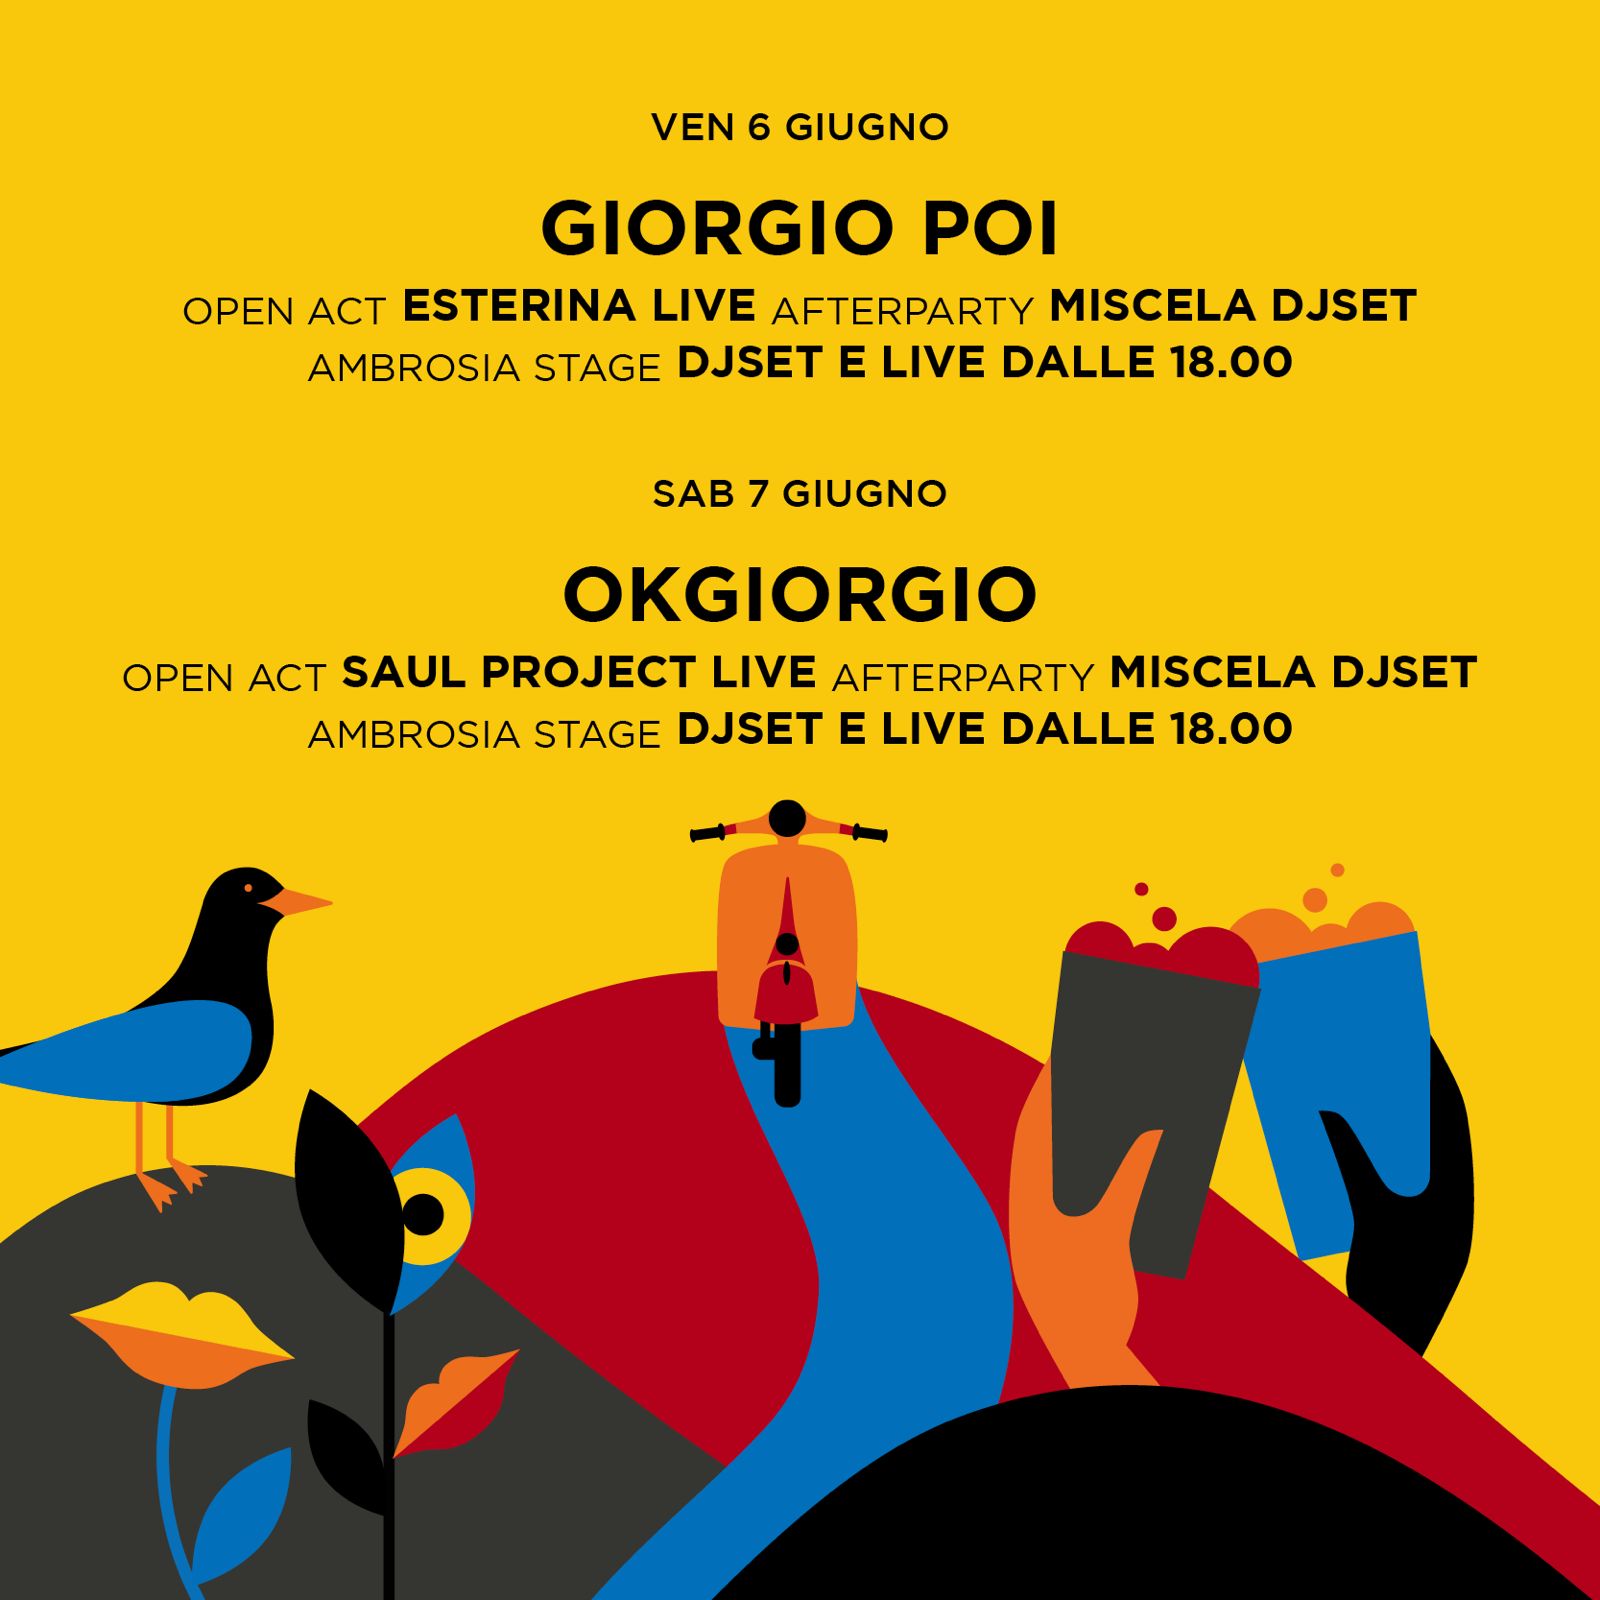 VEN 6 GIUGNO
GIORGIO POI
OPEN ACT ESTERINA LIVE AFTERPARTY MISCELA DJSET
AMBROSIA STAGE DJSET E LIVE DALLE 18.00
SAB 7 GIUGNO
OKGIORGIO
OPEN ACT SAUL PROJECT LIVE AFTERPARTY MISCELA DJSET
AMBROSIA STAGE DJSET E LIVE DALLE 18.00